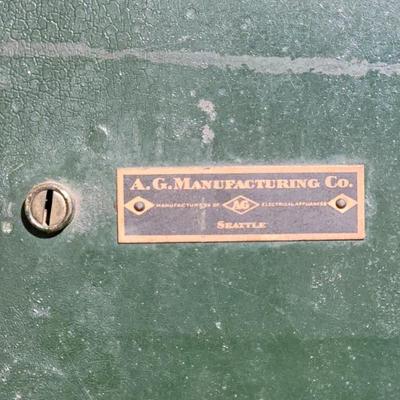 A.G. MANUFACTURING CO.
MANUFACTURERS OF AG ELECTRICAL APPLIANCES
SEATTLE